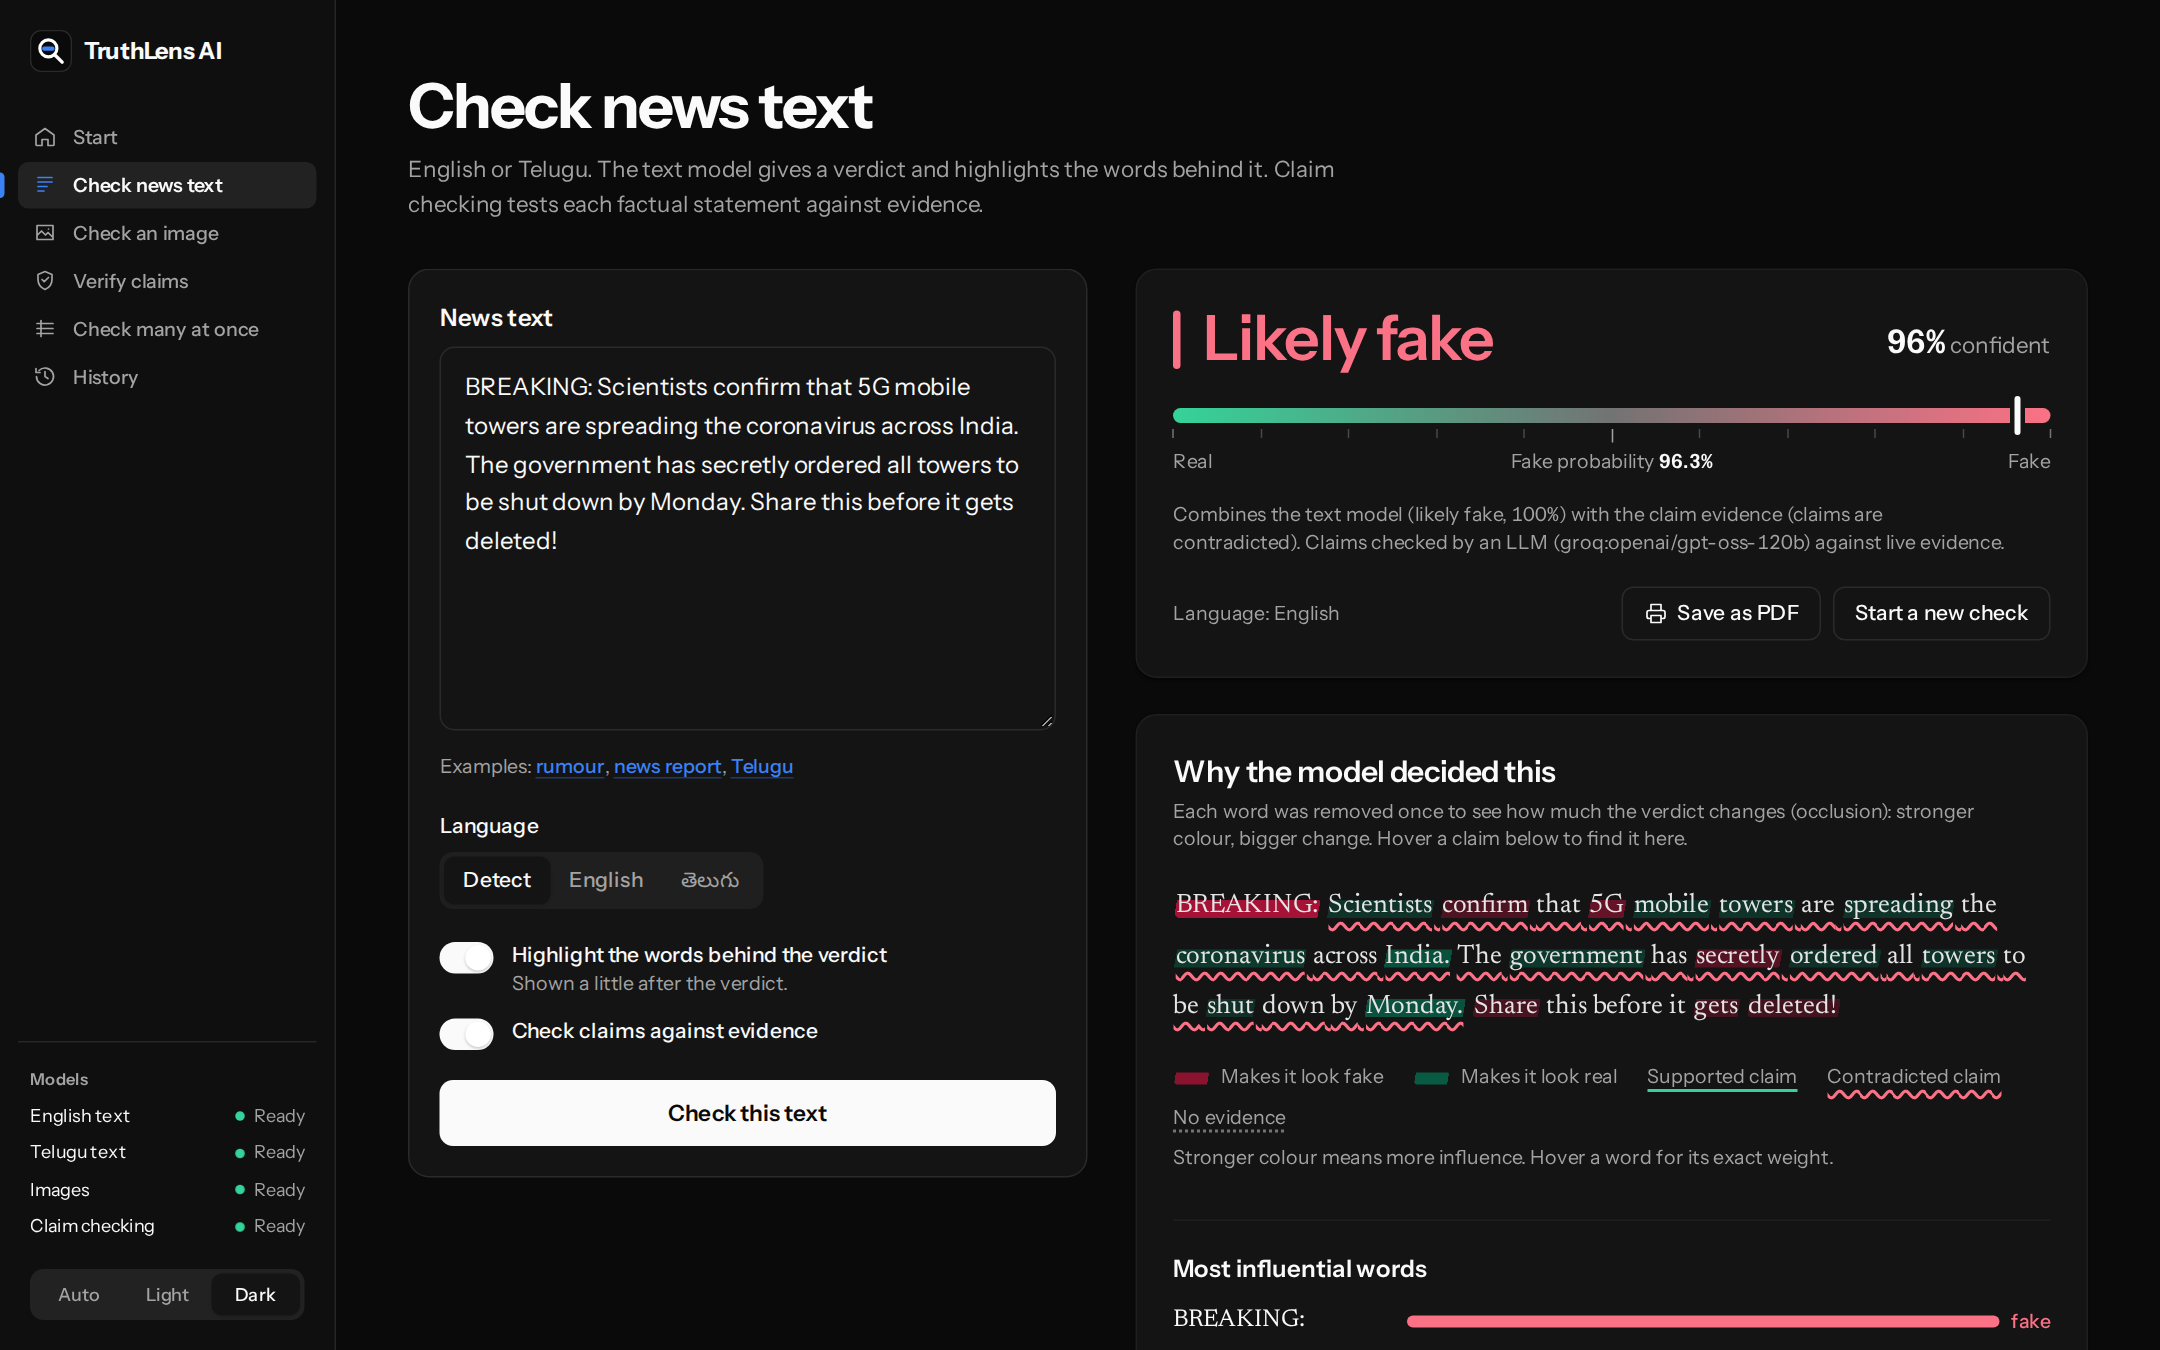 TruthLens AI
Start
Check news text
Check an image
Verify claims
Check many at once
History
Models
English text Ready
Telugu text Ready
Images Ready
Claim checking Ready
Auto Light Dark
Check news text
English or Telugu. The text model gives a verdict and highlights the words behind it. Claim
checking tests each factual statement against evidence.
News text
BREAKING: Scientists confirm that 5G mobile
towers are spreading the coronavirus across India.
The government has secretly ordered all towers to
be shut down by Monday. Share this before it gets
deleted!
Examples: rumour, news report, Telugu
Language
Detect English తెలుగు
Highlight the words behind the verdict
Shown a little after the verdict.
Check claims against evidence
Check this text
Likely fake
96% confident
Real Fake probability 96.3% Fake
Combines the text model (likely fake, 100%) with the claim evidence (claims are
contradicted). Claims checked by an LLM (groq:openai/gpt-oss-120b) against live evidence.
Language: English
Save as PDF
Start a new check
Why the model decided this
Each word was removed once to see how much the verdict changes (occlusion): stronger
colour, bigger change. Hover a claim below to find it here.
BREAKING: Scientists confirm that 5G mobile towers are spreading the
coronavirus across India. The government has secretly ordered all towers to
be shut down by Monday. Share this before it gets deleted!
Makes it look fake Makes it look real Supported claim Contradicted claim
No evidence
Stronger colour means more influence. Hover a word for its exact weight.
Most influential words
BREAKING: fake